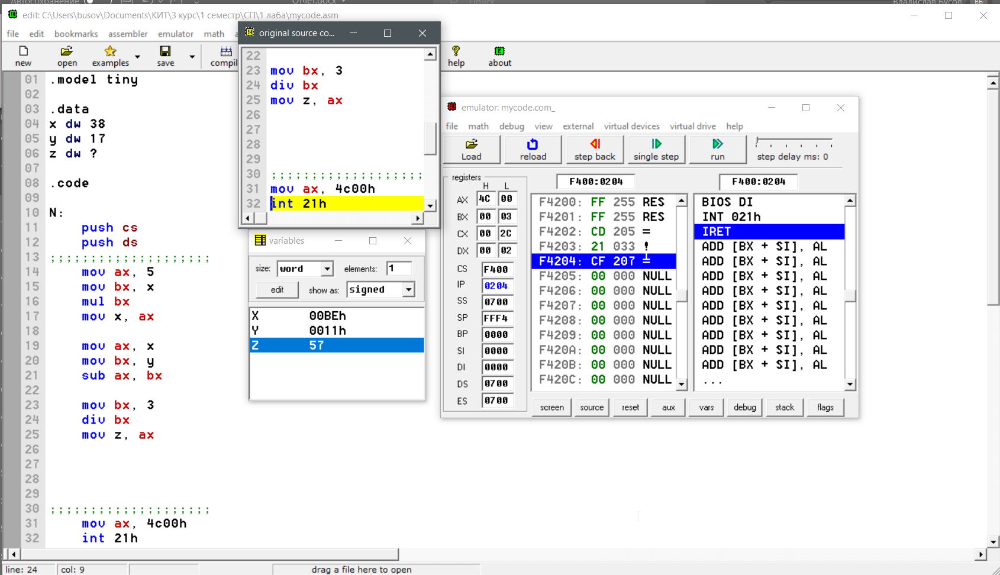 Автосохранение
Отчет.docx
Поиск
Владислав Бусов
ВБ
edit: C:\Users\busov\Documents\КИТ\3 курс\1 семестр\СП\1 лаба\mycode.asm
file edit bookmarks assembler emulator math
new open examples save compil help about
01 .model tiny
02
03 .data
04 x dw 38
05 y dw 17
06 z dw ?
07
08 .code
09
10 N:
11 push cs
12 push ds
13 ;;;;;;;;;;;;;;;;;;;;
14 mov ax, 5
15 mov bx, x
16 mul bx
17 mov x, ax
18
19 mov ax, x
20 mov bx, y
21 sub ax, bx
22
23 mov bx, 3
24 div bx
25 mov z, ax
26
27
28
29
30 ;;;;;;;;;;;;;;;;;;;;
31 mov ax, 4c00h
32 int 21h
line: 24
col: 9
drag a file here to open
original source co...
22
23 mov bx, 3
24 div bx
25 mov z, ax
26
27
28
29
30 ;;;;;;;;;;;;;;;;;;;
31 mov ax, 4c00h
32 int 21h
variables
size: word elements: 1
edit show as: signed
X 00BEh
Y 0011h
Z 57
emulator: mycode.com_
file math debug view external virtual devices virtual drive help
Load reload step back single step run step delay ms: 0
registers
H L
AX 4C 00
BX 00 03
CX 00 2C
DX 00 02
CS F400
IP 0204
SS 0700
SP FFF4
BP 0000
SI 0000
DI 0000
DS 0700
ES 0700
F400:0204
F4200: FF 255 RES
F4201: FF 255 RES
F4202: CD 205 =
F4203: 21 033 !
F4204: CF 207 ╧
F4205: 00 000 NULL
F4206: 00 000 NULL
F4207: 00 000 NULL
F4208: 00 000 NULL
F4209: 00 000 NULL
F420A: 00 000 NULL
F420B: 00 000 NULL
F420C: 00 000 NULL
F400:0204
BIOS DI
INT 021h
IRET
ADD [BX + SI], AL
ADD [BX + SI], AL
ADD [BX + SI], AL
ADD [BX + SI], AL
ADD [BX + SI], AL
ADD [BX + SI], AL
ADD [BX + SI], AL
ADD [BX + SI], AL
ADD [BX + SI], AL
...
screen source reset aux vars debug stack flags